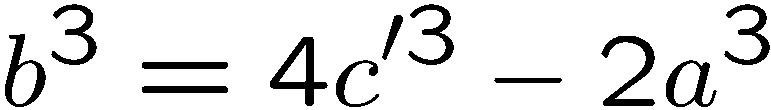 b³ = 4c′³ − 2a³